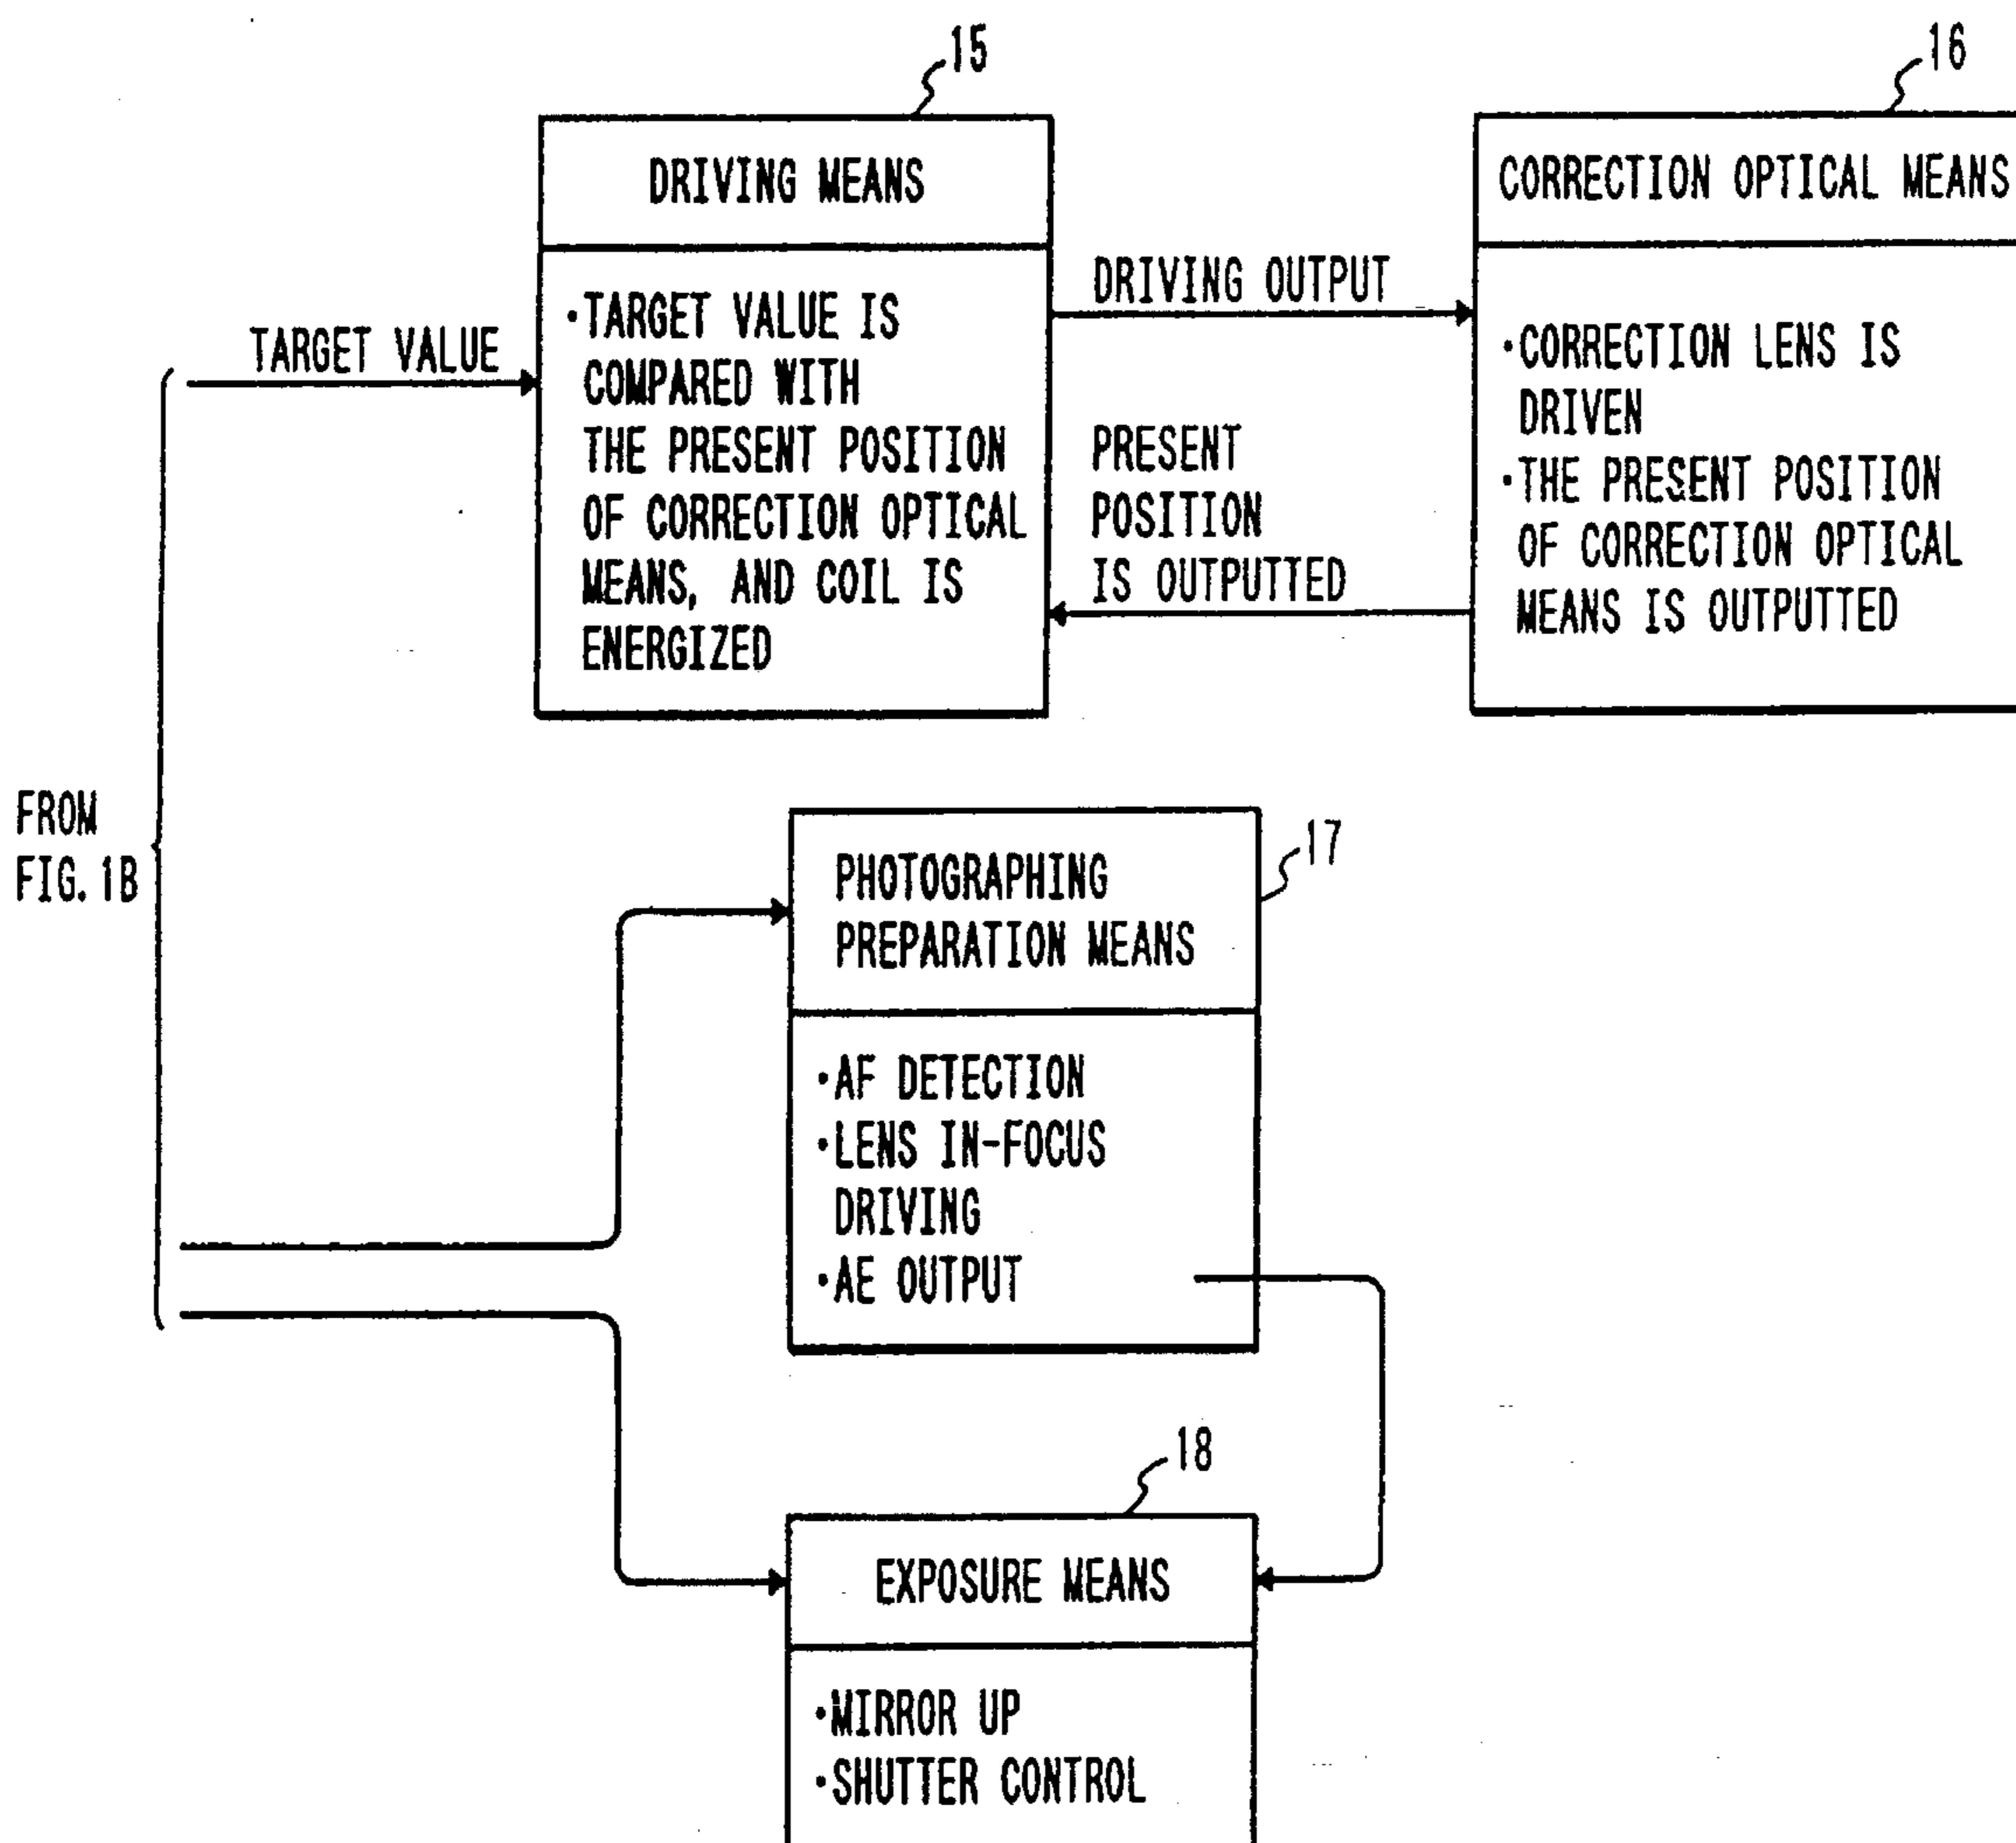 15
16
DRIVING MEANS
CORRECTION OPTICAL MEANS
TARGET VALUE
·TARGET VALUE IS
COMPARED WITH
THE PRESENT POSITION
OF CORRECTION OPTICAL
MEANS, AND COIL IS
ENERGIZED
DRIVING OUTPUT
PRESENT
POSITION
IS OUTPUTTED
·CORRECTION LENS IS
DRIVEN
·THE PRESENT POSITION
OF CORRECTION OPTICAL
MEANS IS OUTPUTTED
FROM
FIG. 1B
17
PHOTOGRAPHING
PREPARATION MEANS
·AF DETECTION
·LENS IN-FOCUS
DRIVING
·AE OUTPUT
18
EXPOSURE MEANS
·MIRROR UP
·SHUTTER CONTROL